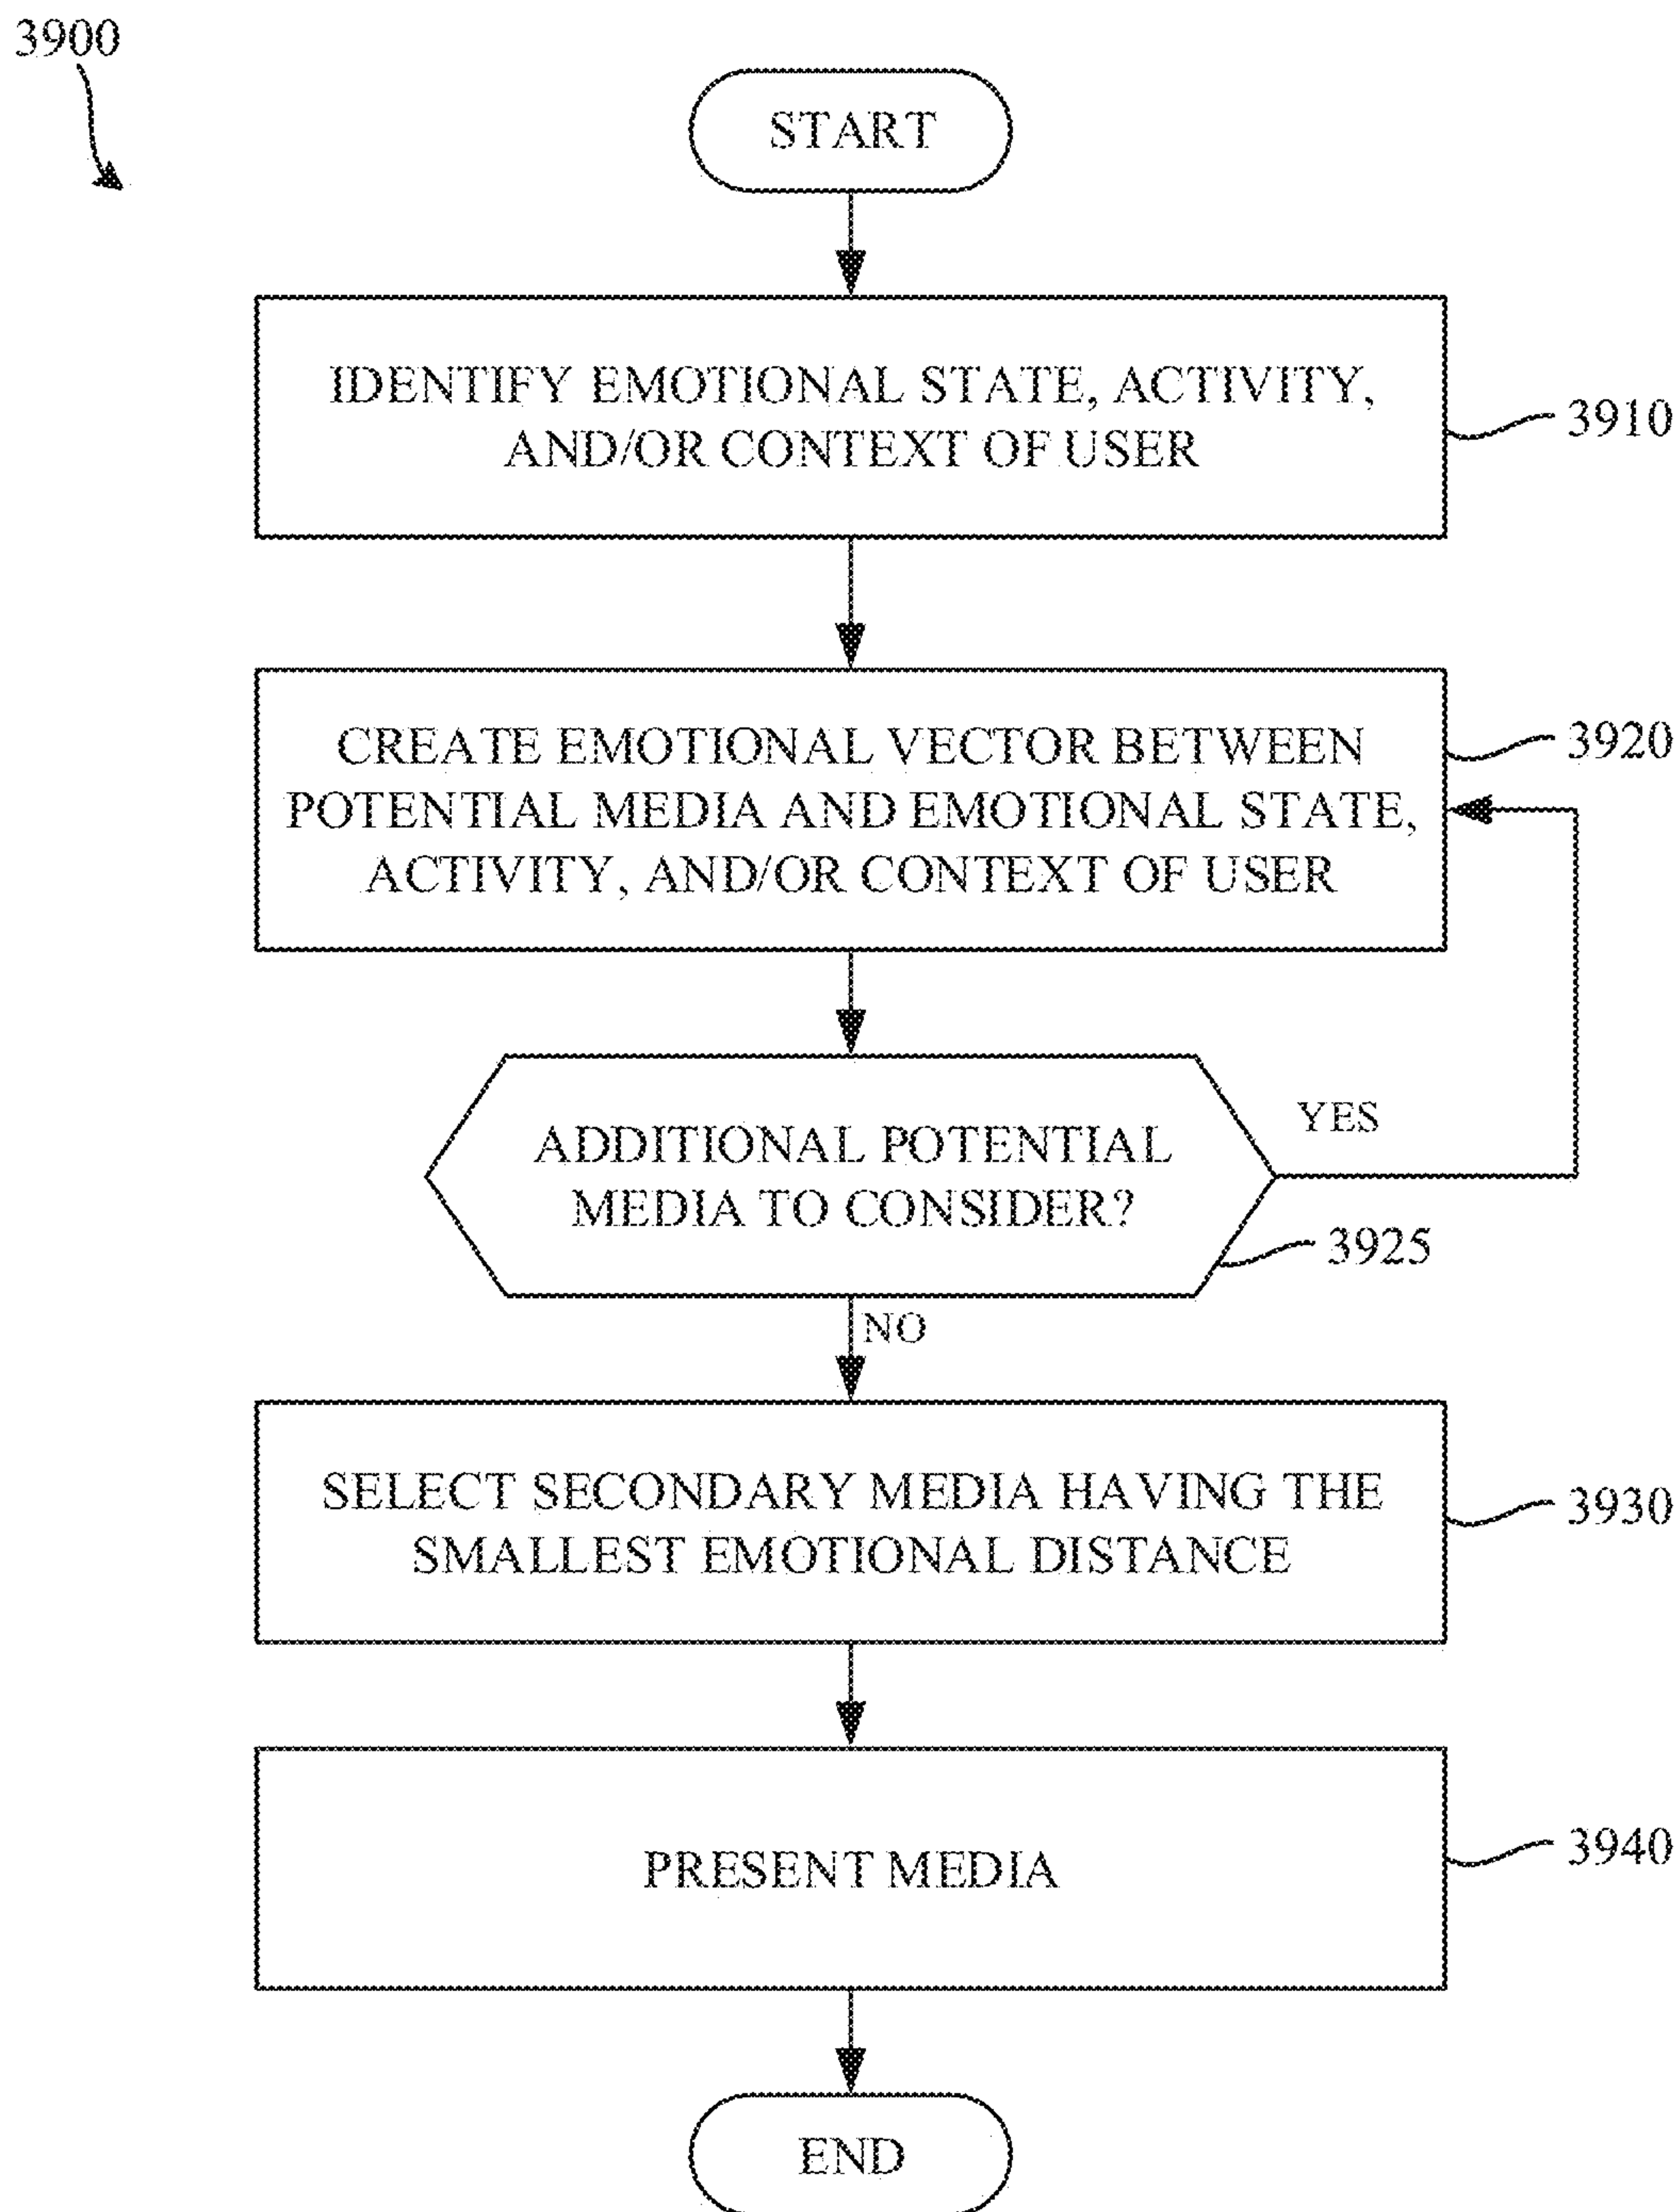 3900
START
IDENTIFY EMOTIONAL STATE, ACTIVITY,
AND/OR CONTEXT OF USER
3910
CREATE EMOTIONAL VECTOR BETWEEN
POTENTIAL MEDIA AND EMOTIONAL STATE,
ACTIVITY, AND/OR CONTEXT OF USER
3920
ADDITIONAL POTENTIAL
MEDIA TO CONSIDER?
YES
3925
NO
SELECT SECONDARY MEDIA HAVING THE
SMALLEST EMOTIONAL DISTANCE
3930
PRESENT MEDIA
3940
END